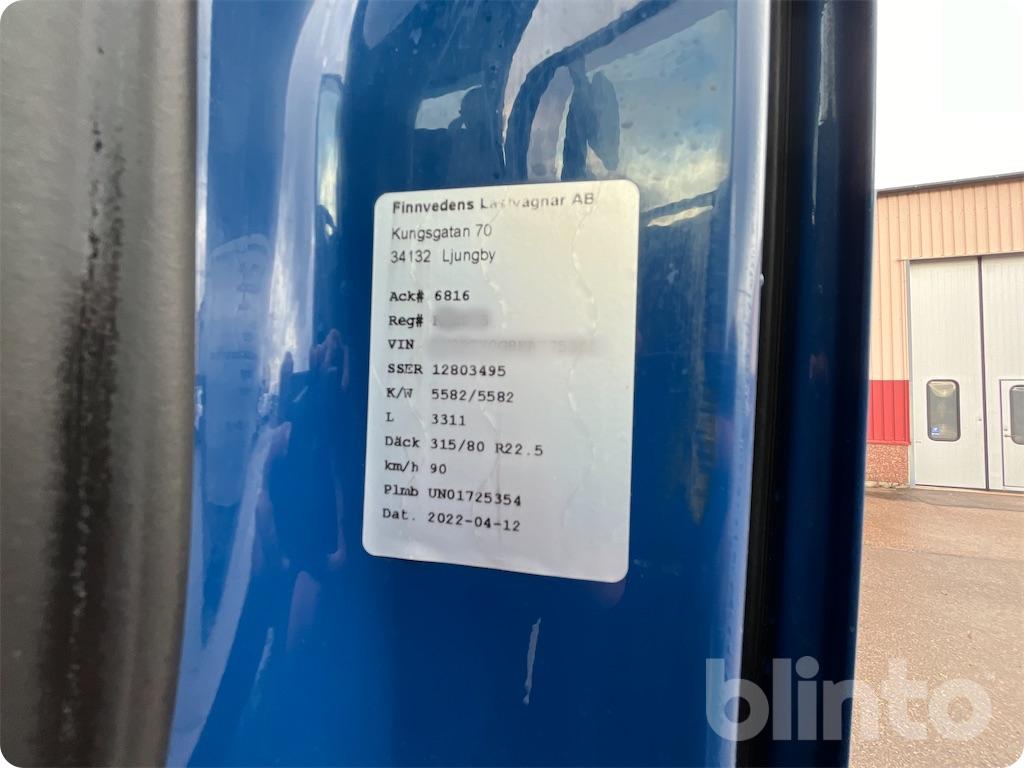 Finnvedens Lastvagnar AB
Kungsgatan 70
34132 Ljungby
Ack# 6816
Reg#
VIN
SSER 12803495
K/W 5582/5582
L 3311
Däck 315/80 R22.5
km/h 90
Plmb UN01725354
Dat. 2022-04-12
blinto